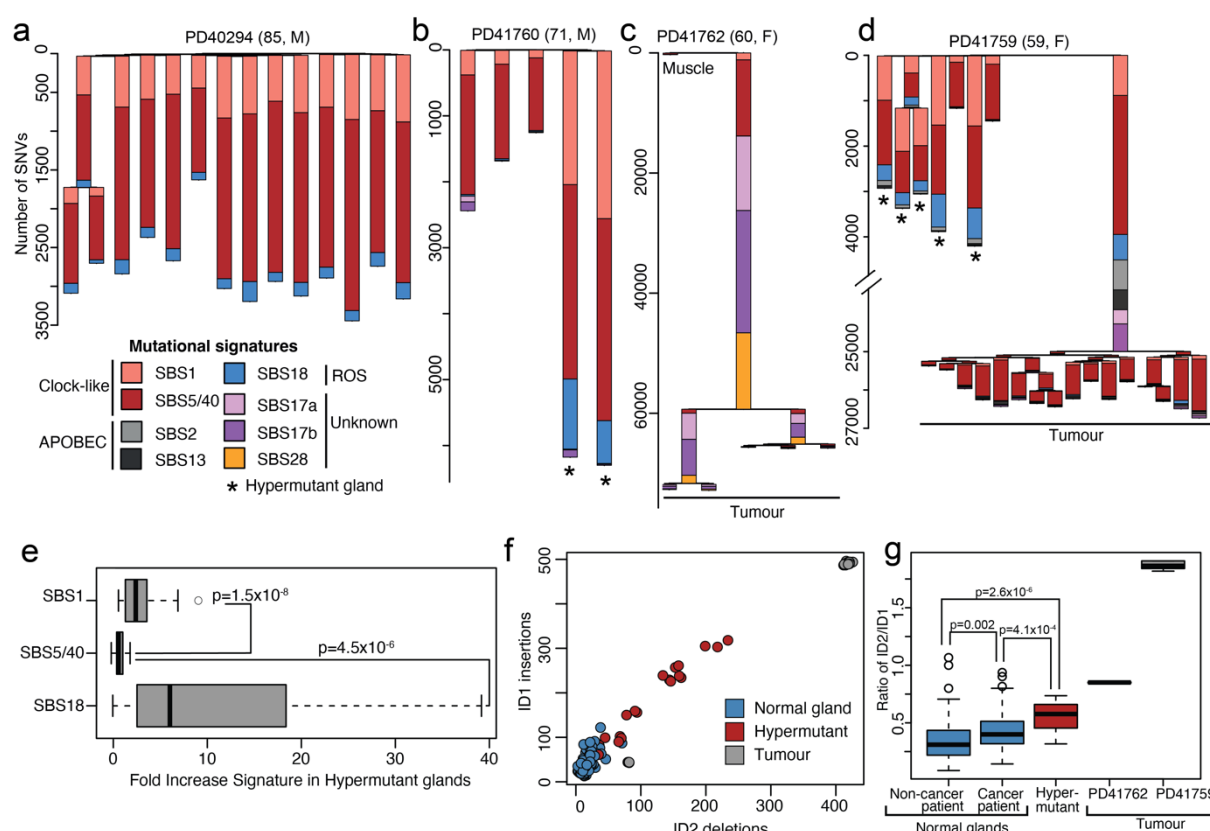 a
PD40294 (85, M)
0
500
1500
2500
3500
Number of SNVs
b
PD41760 (71, M)
0
1000
3000
5000
*
*
c
PD41762 (60, F)
0
Muscle
20000
40000
60000
Tumour
d
PD41759 (59, F)
0
2000
4000
25000
27000
*
*
*
*
*
Tumour
Mutational signatures
Clock-like
SBS1
SBS5/40
APOBEC
SBS2
SBS13
SBS18
ROS
SBS17a
SBS17b
SBS28
Unknown
* Hypermutant gland
e
SBS1
SBS5/40
SBS18
p=1.5x10-8
p=4.5x10-6
0 10 20 30 40
Fold Increase Signature in Hypermutant glands
f
ID1 insertions
500
300
100
0
Normal gland
Hypermutant
Tumour
0 100 200 300 400
ID2 deletions
g
Ratio of ID2/ID1
1.5
1.0
0.5
p=2.6x10-6
p=0.002
p=4.1x10-4
Non-cancer patient
Cancer patient
Hyper-mutant
PD41762
PD41759
Normal glands
Tumour